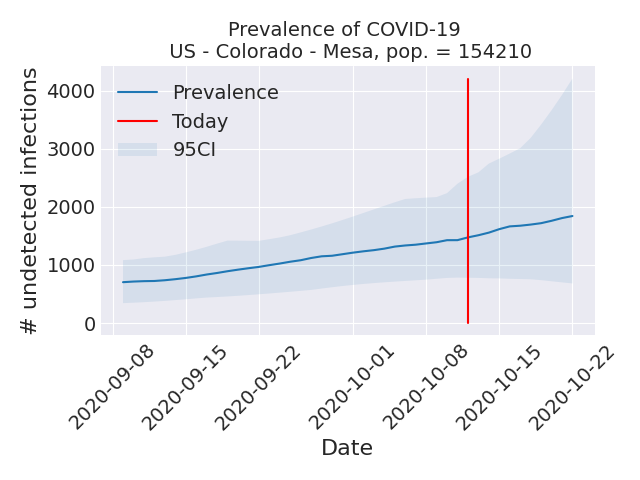 Prevalence of COVID-19
US - Colorado - Mesa, pop. = 154210
# undetected infections
4000
3000
2000
1000
0
Prevalence
Today
95CI
2020-09-08
2020-09-15
2020-09-22
2020-10-01
2020-10-08
2020-10-15
2020-10-22
Date